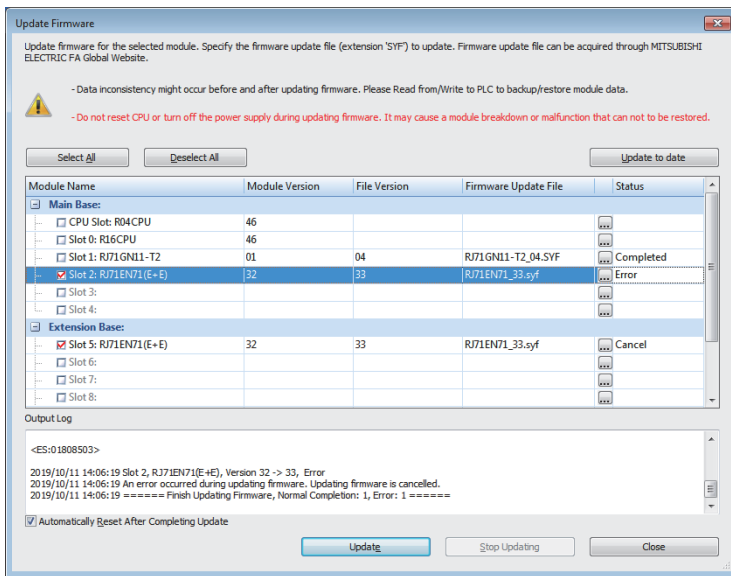 Update Firmware
Update firmware for the selected module. Specify the firmware update file (extension 'SYF') to update. Firmware update file can be acquired through MITSUBISHI
ELECTRIC FA Global Website.
- Data inconsistency might occur before and after updating firmware. Please Read from/Write to PLC to backup/restore module data.
- Do not reset CPU or turn off the power supply during updating firmware. It may cause a module breakdown or malfunction that can not to be restored.
Select All Deselect All Update to date
Module Name Module Version File Version Firmware Update File Status
Main Base:
CPU Slot: R04CPU 46 ...
Slot 0: R16CPU 46 ...
Slot 1: RJ71GN11-T2 01 04 RJ71GN11-T2_04.SYF ... Completed
Slot 2: RJ71EN71(E+E) 32 33 RJ71EN71_33.syf ... Error
Slot 3: ...
Slot 4: ...
Extension Base:
Slot 5: RJ71EN71(E+E) 32 33 RJ71EN71_33.syf ... Cancel
Slot 6: ...
Slot 7: ...
Slot 8: ...
Output Log
<ES:01808503>
2019/10/11 14:06:19 Slot 2, RJ71EN71(E+E), Version 32 -> 33, Error
2019/10/11 14:06:19 An error occurred during updating firmware. Updating firmware is cancelled.
2019/10/11 14:06:19 ====== Finish Updating Firmware, Normal Completion: 1, Error: 1 ======
Automatically Reset After Completing Update
Update Stop Updating Close